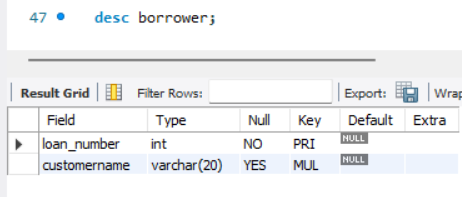 47 desc borrower;
Result Grid Filter Rows: Export: Wrap
Field Type Null Key Default Extra
loan_number int NO PRI NULL
customername varchar(20) YES MUL NULL